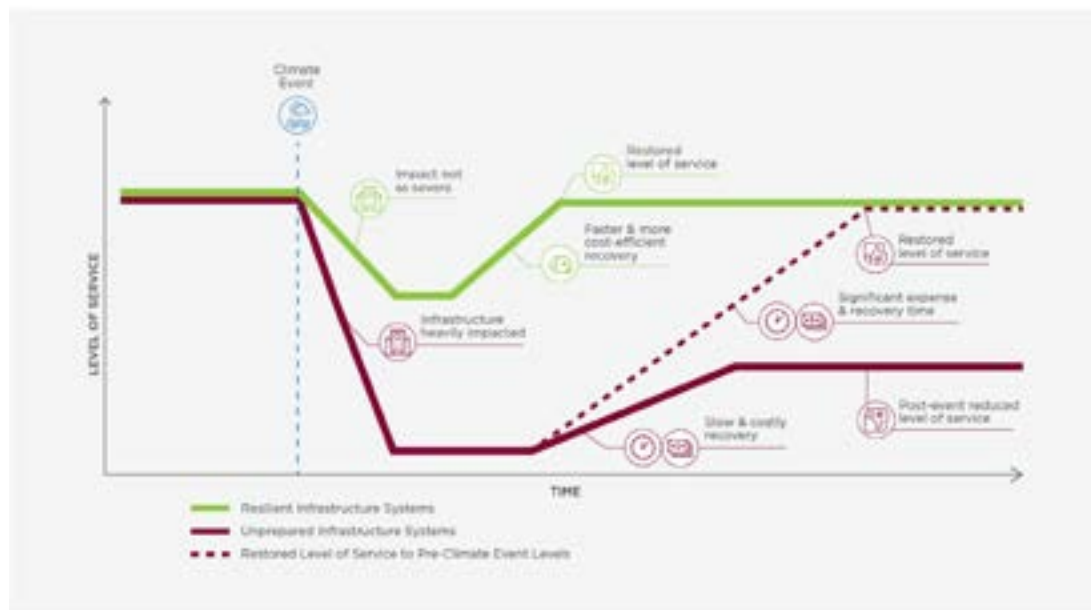 Climate
Event
Impact not
as severe
Restored
level of service
Faster & more
cost-efficient
recovery
Restored
level of service
Infrastructure
heavily impacted
Significant expense
& recovery time
Post-event reduced
level of service
Slow & costly
recovery
LEVEL OF SERVICE
TIME
Resilient Infrastructure Systems
Unprepared Infrastructure Systems
Restored Level of Service to Pre-Climate Event Levels